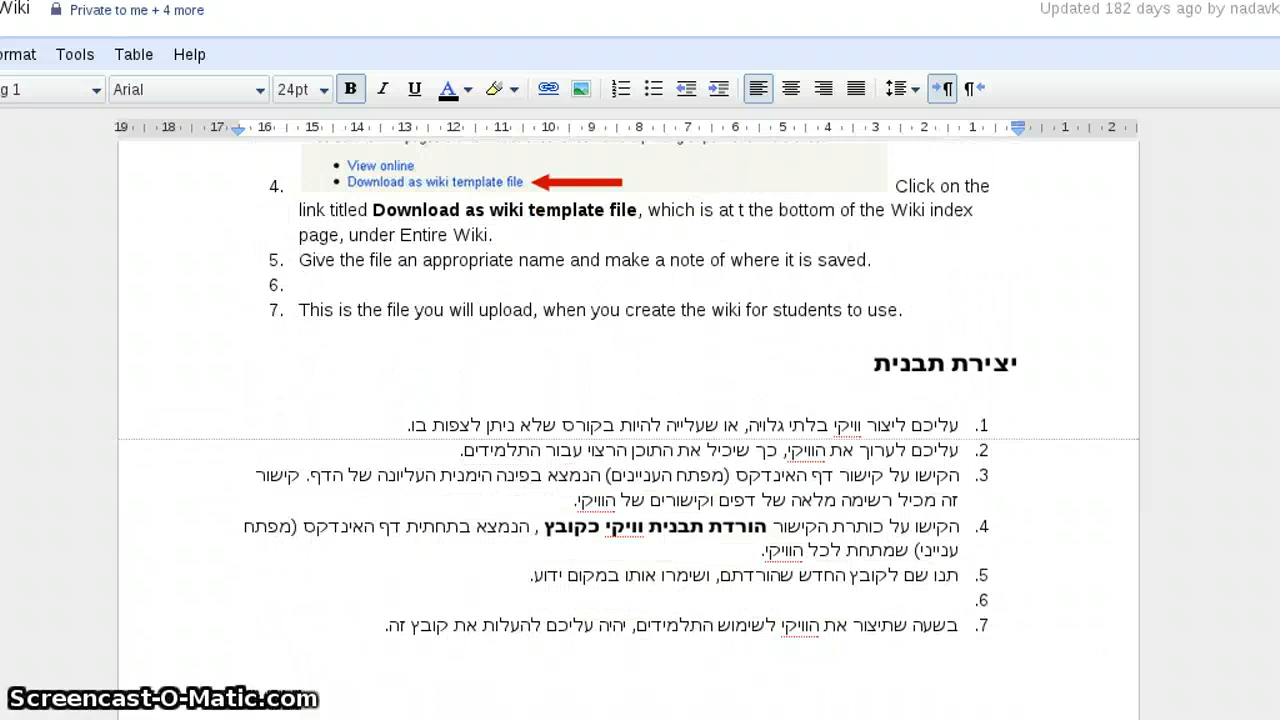 Wiki Private to me + 4 more Updated 182 days ago by nadavk
ormat Tools Table Help
g 1 Arial 24pt B I U A
19 18 17 16 15 14 13 12 11 10 9 8 7 6 5 4 3 2 1 1 2
• View online
• Download as wiki template file
4. Click on the
link titled Download as wiki template file, which is at t the bottom of the Wiki index
page, under Entire Wiki.
5. Give the file an appropriate name and make a note of where it is saved.
6.
7. This is the file you will upload, when you create the wiki for students to use.
יצירת תבנית
1. עליכם ליצור וויקי בלתי גלויה, או שעלייה להיות בקורס שלא ניתן לצפות בו.
2. עליכם לערוך את הוויקי, כך שיכיל את התוכן הרצוי עבור התלמידים.
3. הקישו על קישור דף האינדקס (מפתח העניינים) הנמצא בפינה הימנית העליונה של הדף. קישור
זה מכיל רשימה מלאה של דפים וקישורים של הוויקי.
4. הקישו על כותרת הקישור הורדת תבנית וויקי כקובץ , הנמצא בתחתית דף האינדקס (מפתח
ענייני) שמתחת לכל הוויקי.
5. תנו שם לקובץ החדש שהורדתם, ושימרו אותו במקום ידוע.
6.
7. בשעה שתיצור את הוויקי לשימוש התלמידים, יהיה עליכם להעלות את קובץ זה.
Screencast-O-Matic.com